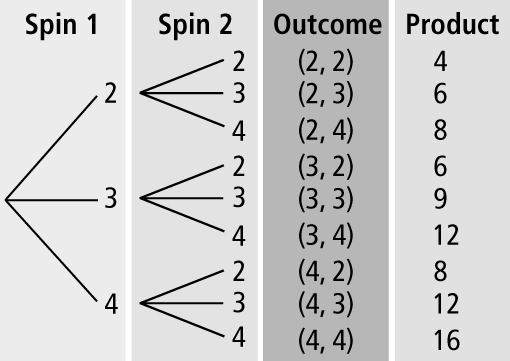 Spin 1 Spin 2 Outcome Product
2 (2, 2) 4
2 3 (2, 3) 6
4 (2, 4) 8
2 (3, 2) 6
3 3 (3, 3) 9
4 (3, 4) 12
2 (4, 2) 8
4 3 (4, 3) 12
4 (4, 4) 16